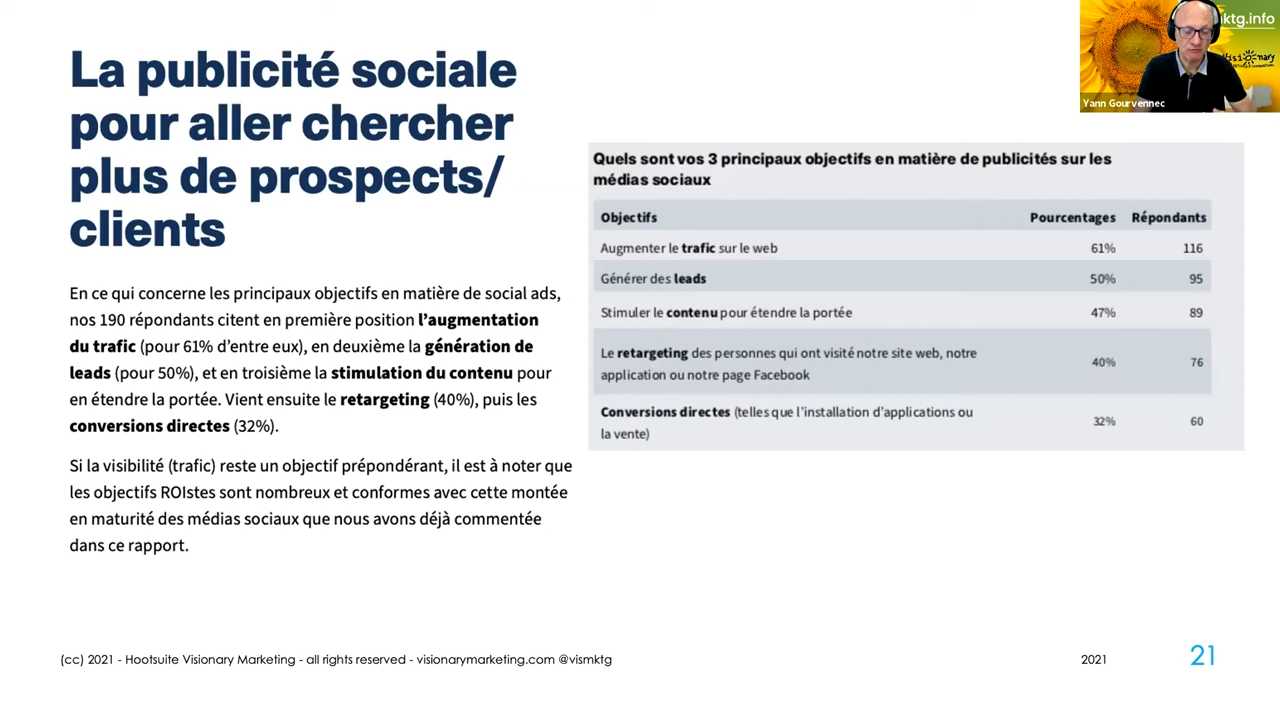 La publicité sociale
pour aller chercher
plus de prospects/
clients
En ce qui concerne les principaux objectifs en matière de social ads,
nos 190 répondants citent en première position l'augmentation
du trafic (pour 61% d'entre eux), en deuxième la génération de
leads (pour 50%), et en troisième la stimulation du contenu pour
en étendre la portée. Vient ensuite le retargeting (40%), puis les
conversions directes (32%).
Si la visibilité (trafic) reste un objectif prépondérant, il est à noter que
les objectifs ROIstes sont nombreux et conformes avec cette montée
en maturité des médias sociaux que nous avons déjà commentée
dans ce rapport.
Quels sont vos 3 principaux objectifs en matière de publicités sur les
médias sociaux
Objectifs Pourcentages Répondants
Augmenter le trafic sur le web 61% 116
Générer des leads 50% 95
Stimuler le contenu pour étendre la portée 47% 89
Le retargeting des personnes qui ont visité notre site web, notre
application ou notre page Facebook 40% 76
Conversions directes (telles que l'installation d'applications ou
la vente) 32% 60
ktg.info
Yann Gourvennec
(cc) 2021 - Hootsuite Visionary Marketing - all rights reserved - visionarymarketing.com @vismktg
2021
21